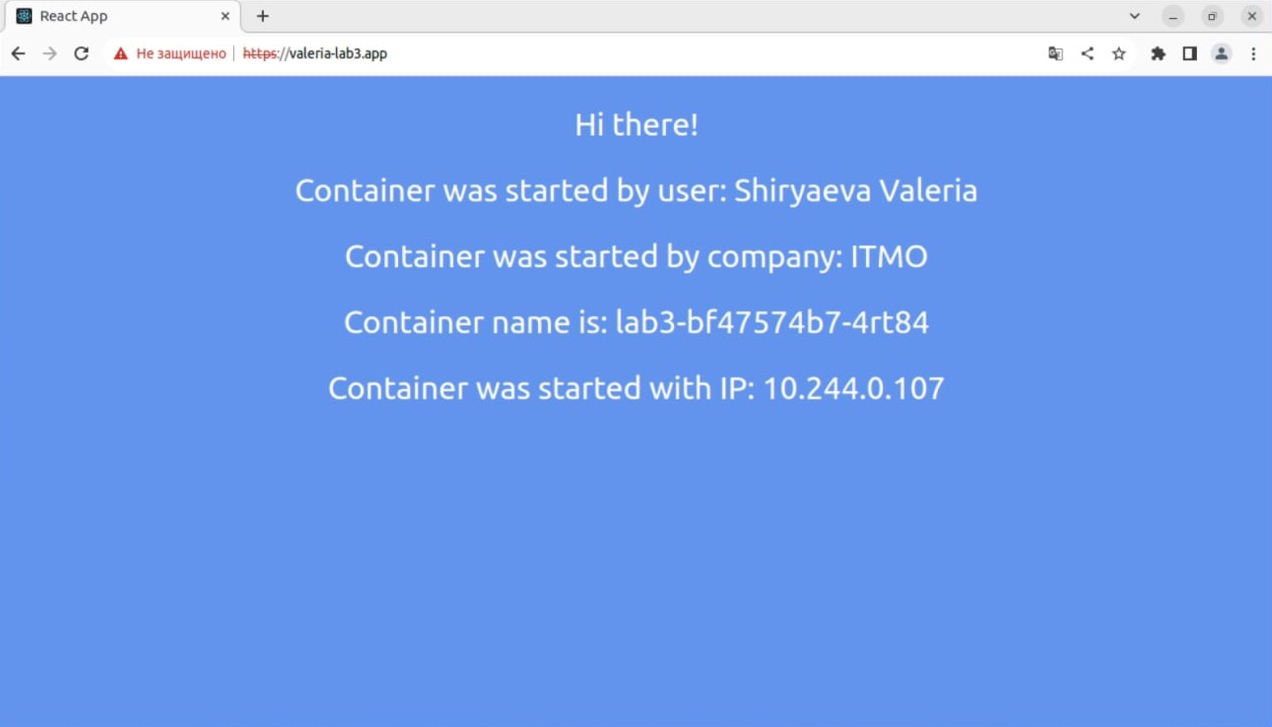 React App
Не защищено https://valeria-lab3.app
Hi there!
Container was started by user: Shiryaeva Valeria
Container was started by company: ITMO
Container name is: lab3-bf47574b7-4rt84
Container was started with IP: 10.244.0.107